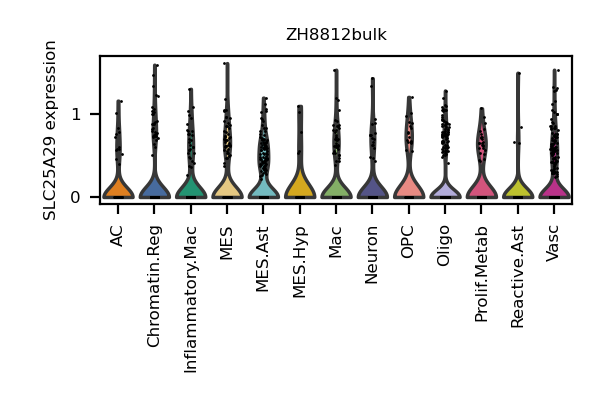 ZH8812bulk
SLC25A29 expression
1
0
AC
Chromatin.Reg
Inflammatory.Mac
MES
MES.Ast
MES.Hyp
Mac
Neuron
OPC
Oligo
Prolif.Metab
Reactive.Ast
Vasc